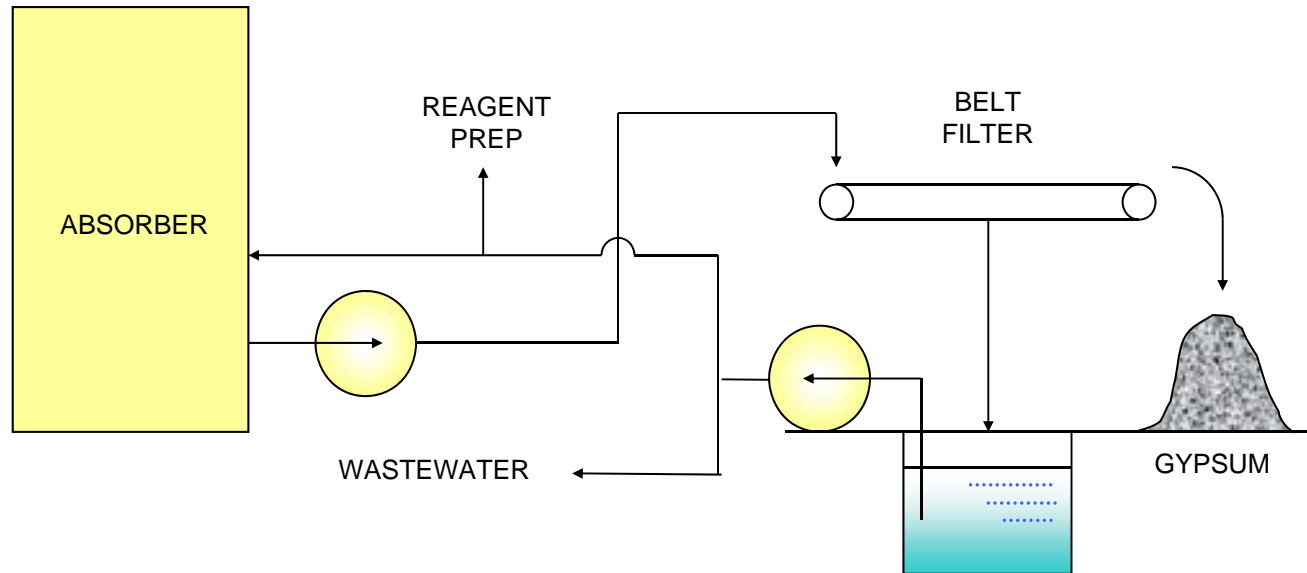 REAGENT
PREP
BELT
FILTER
ABSORBER
WASTEWATER
GYPSUM